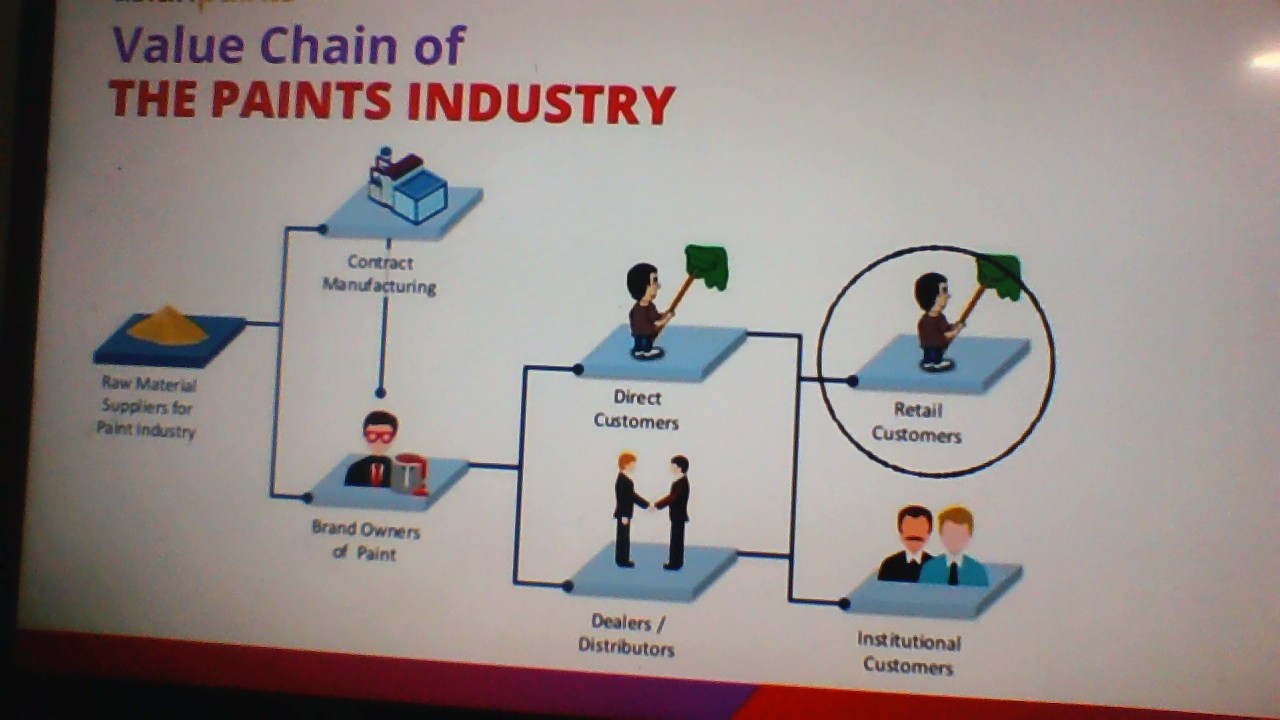 Value Chain of
THE PAINTS INDUSTRY
Contract
Manufacturing
Raw Material
Suppliers for
Paint Industry
Brand Owners
of Paint
Direct
Customers
Dealers /
Distributors
Retail
Customers
Institutional
Customers